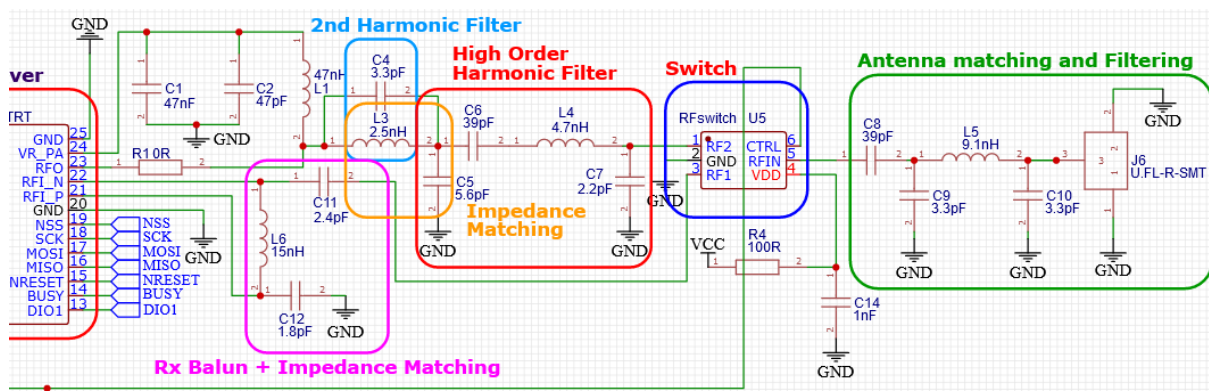 GND
2nd Harmonic Filter
High Order
Harmonic Filter
Switch
Antenna matching and Filtering
ver
TRT
C1
47nF
C2
47pF
GND
47nH
L1
C4
3.3pF
L3
2.5nH
C6
39pF
L4
4.7nH
C5
5.6pF
GND
C7
2.2pF
GND
Impedance
Matching
RFswitch U5
1 RF2 CTRL 6
2 GND RFIN 5
3 RF1 VDD 4
GND
C8
39pF
L5
9.1nH
C9
3.3pF
GND
C10
3.3pF
GND
GND
3
J6
U.FL-R-SMT
GND
GND 25
VR_PA 24
RFO 23
RFI_N 22
RFI_P 21
GND 20
NSS 19 NSS
SCK 18 SCK
MOSI 17 MOSI
MISO 16 MISO
NRESET 15 NRESET
BUSY 14 BUSY
DIO1 13 DIO1
R1 0R
GND
C11
2.4pF
L6
15nH
C12
1.8pF
GND
Rx Balun + Impedance Matching
VCC
R4
100R
C14
1nF
GND